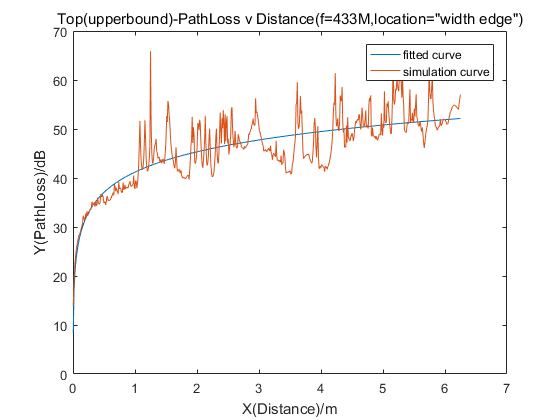 Top(upperbound)-PathLoss v Distance(f=433M,location="width edge")
fitted curve
simulation curve
Y(PathLoss)/dB
70
60
50
40
30
20
10
0
0 1 2 3 4 5 6 7
X(Distance)/m